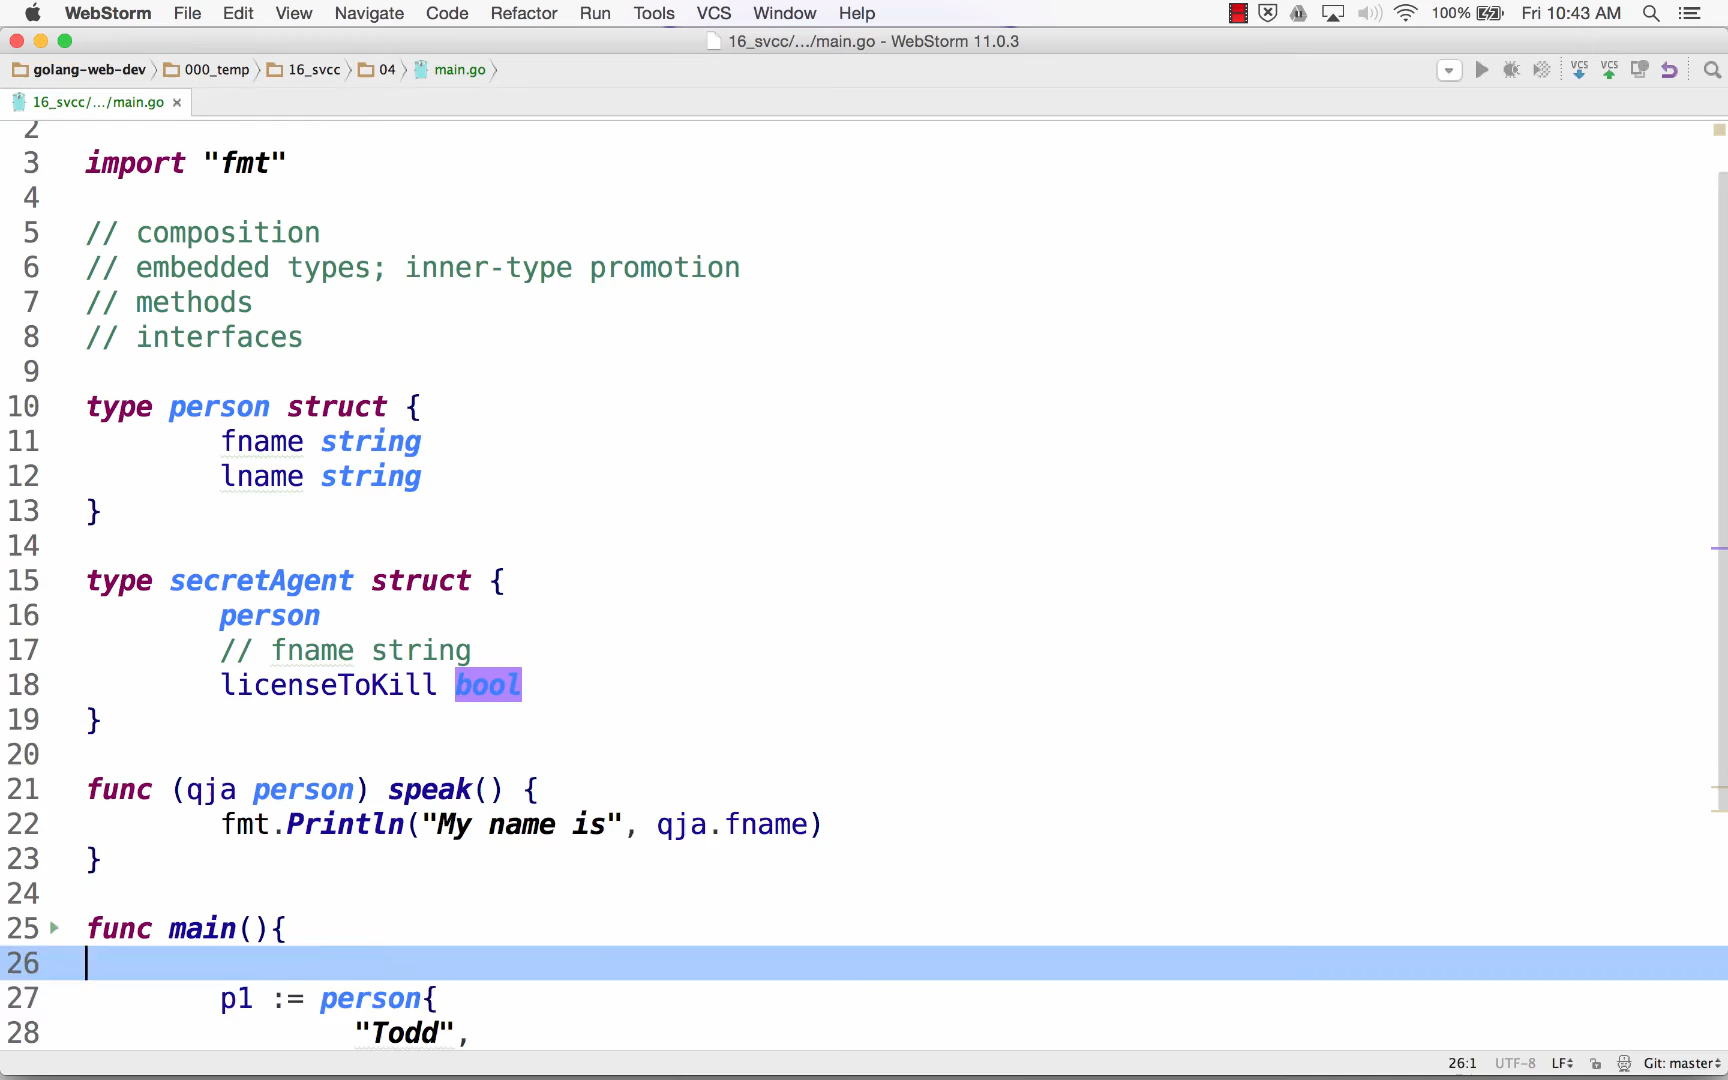 WebStorm File Edit View Navigate Code Refactor Run Tools VCS Window Help 100% Fri 10:43 AM
16_svcc/.../main.go - WebStorm 11.0.3
golang-web-dev 000_temp 16_svcc 04 main.go VCS VCS
16_svcc/.../main.go ×
2
3 import "fmt"
4
5 // composition
6 // embedded types; inner-type promotion
7 // methods
8 // interfaces
9
10 type person struct {
11 fname string
12 lname string
13 }
14
15 type secretAgent struct {
16 person
17 // fname string
18 licenseToKill bool
19 }
20
21 func (qja person) speak() {
22 fmt.Println("My name is", qja.fname)
23 }
24
25 func main(){
26
27 p1 := person{
28 "Todd",
26:1 UTF-8 LF Git: master